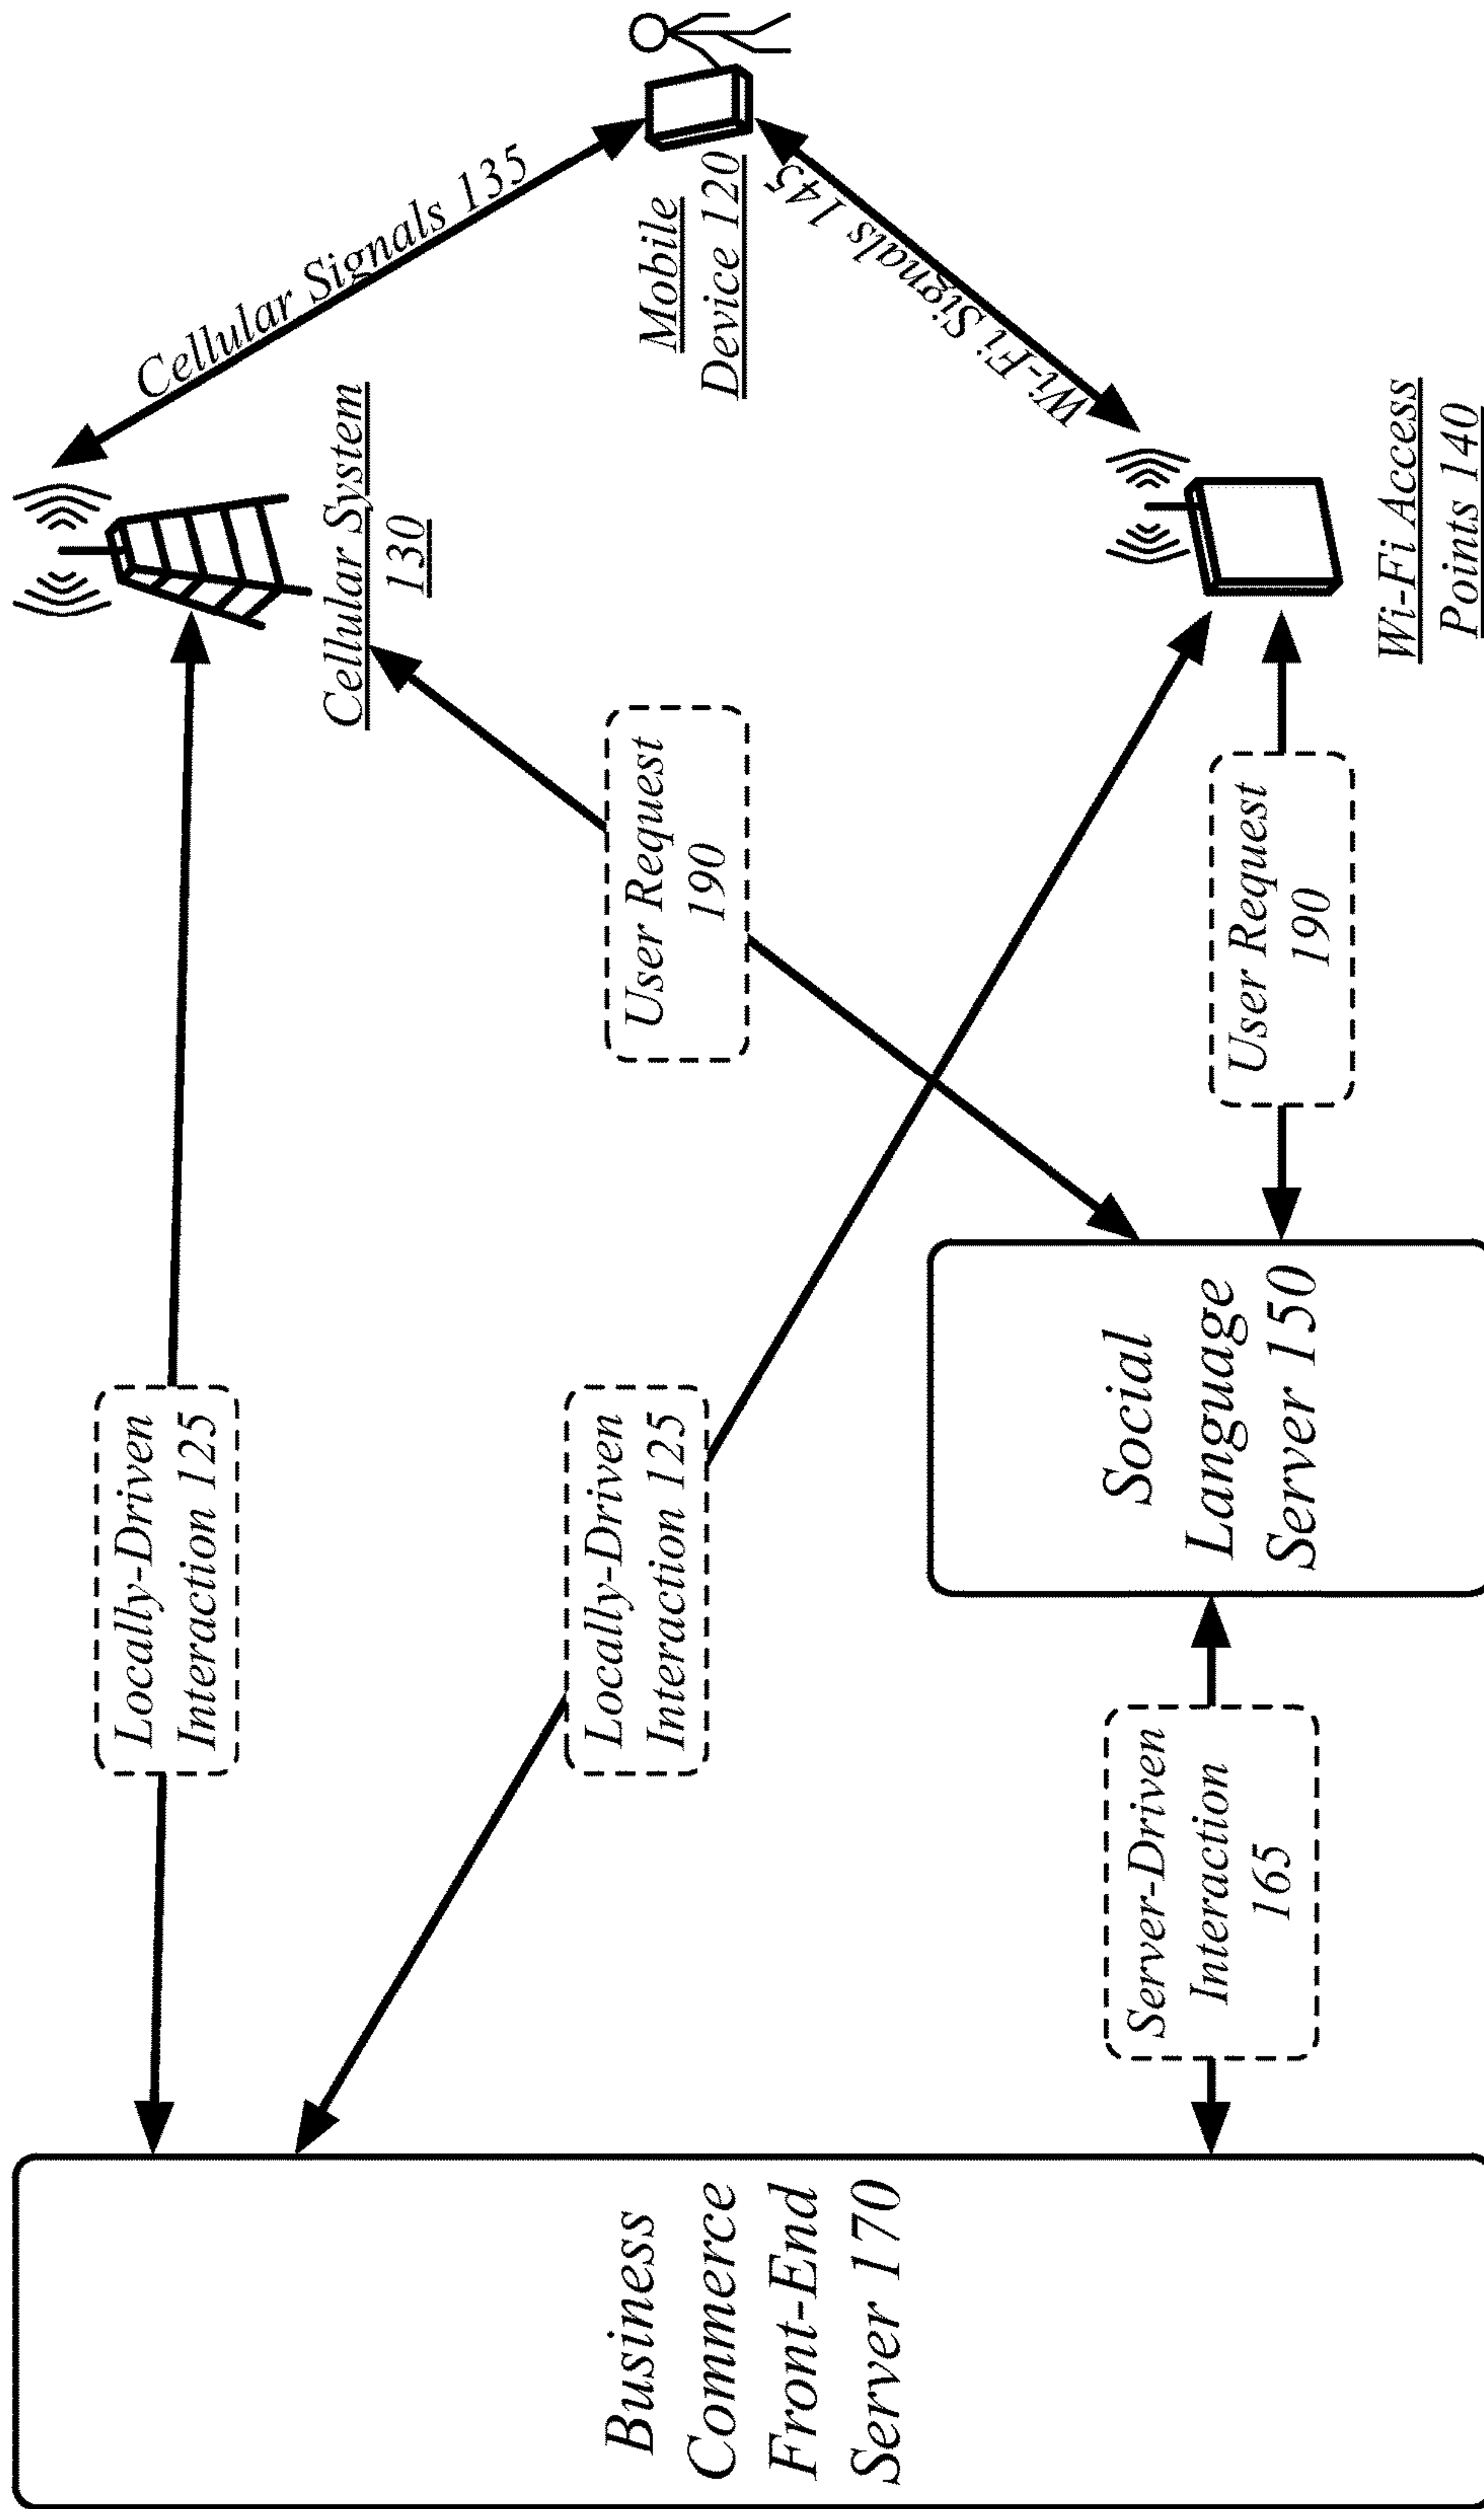 Cellular Signals 135
Mobile
Device 120
Wi-Fi Signals 145
Cellular System
130
Wi-Fi Access
Points 140
User Request
190
User Request
190
Locally-Driven
Interaction 125
Locally-Driven
Interaction 125
Social
Language
Server 150
Server-Driven
Interaction
165
Business
Commerce
Front-End
Server 170